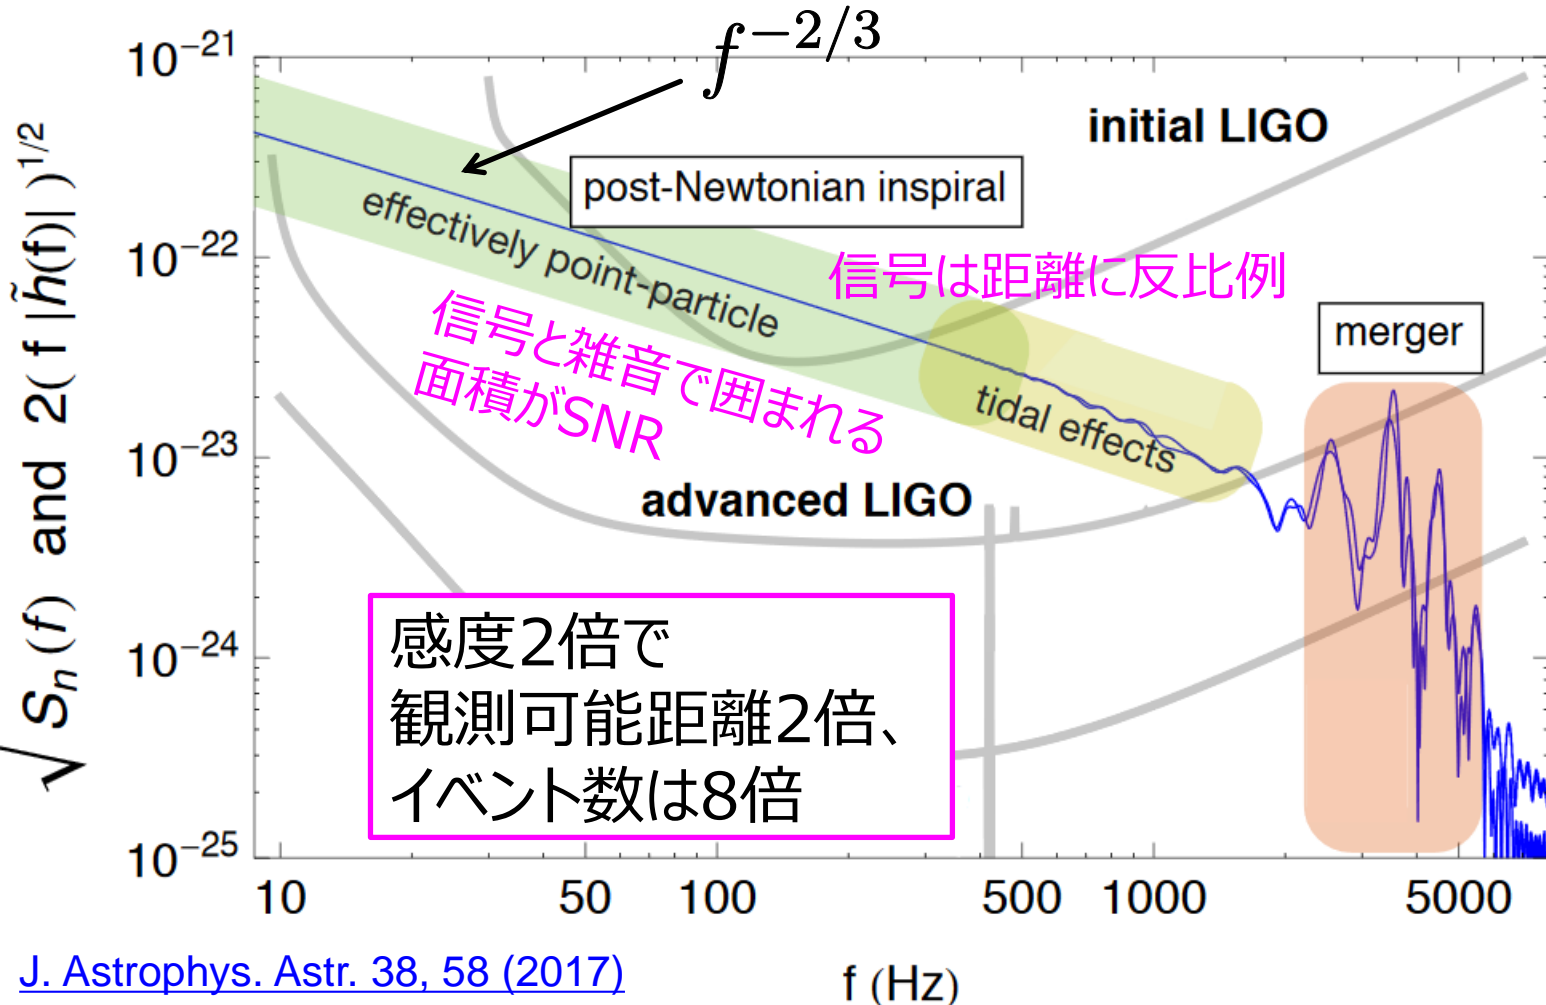 f^{-2/3}
10^{-21}
initial LIGO
post-Newtonian inspiral
effectively point-particle
10^{-22}
信号は距離に反比例
信号と雑音で囲まれる
面積がSNR
merger
tidal effects
10^{-23}
advanced LIGO
√S_n(f) and 2( f |h̃(f)| )^{1/2}
感度2倍で
観測可能距離2倍、
イベント数は8倍
10^{-24}
10^{-25}
10 50 100 500 1000 5000
f (Hz)
J. Astrophys. Astr. 38, 58 (2017)